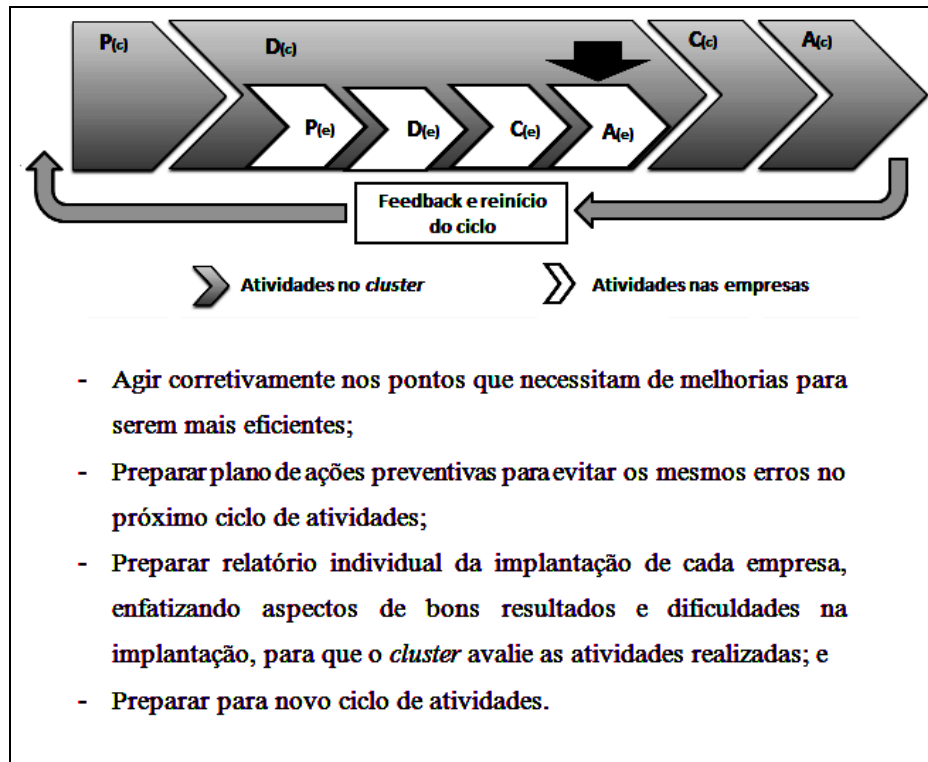 P(c)
D(c)
C(c)
A(c)
P(e)
D(e)
C(e)
A(e)
Feedback e reinício
do ciclo
Atividades no cluster
Atividades nas empresas
- Agir corretivamente nos pontos que necessitam de melhorias para
serem mais eficientes;
- Preparar plano de ações preventivas para evitar os mesmos erros no
próximo ciclo de atividades;
- Preparar relatório individual da implantação de cada empresa,
enfatizando aspectos de bons resultados e dificuldades na
implantação, para que o cluster avalie as atividades realizadas; e
- Preparar para novo ciclo de atividades.